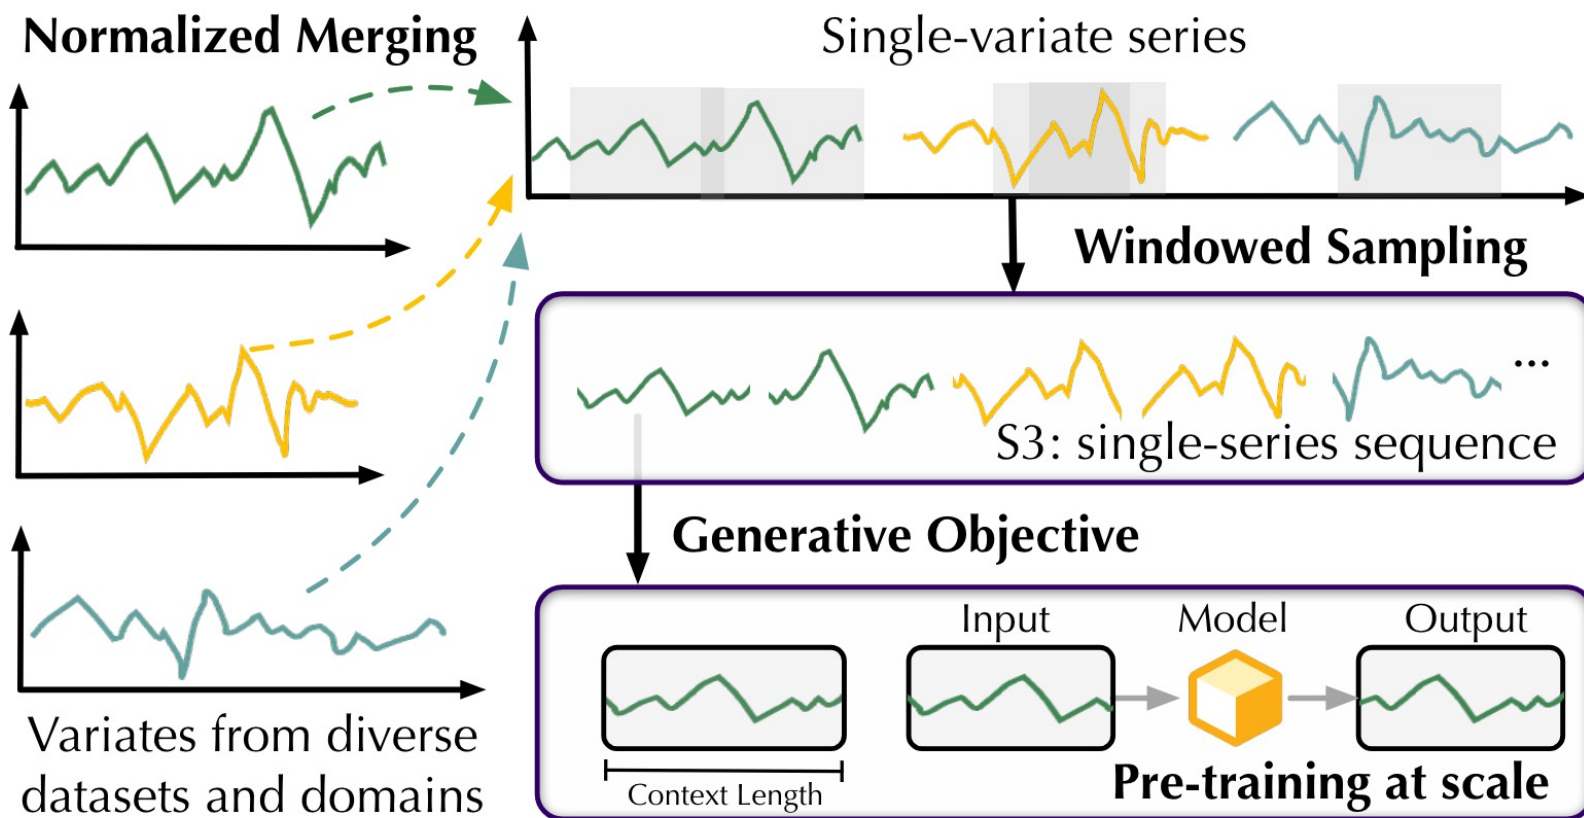 Normalized Merging
Single-variate series
Windowed Sampling
...
S3: single-series sequence
Generative Objective
Input
Model
Output
Context Length
Pre-training at scale
Variates from diverse
datasets and domains